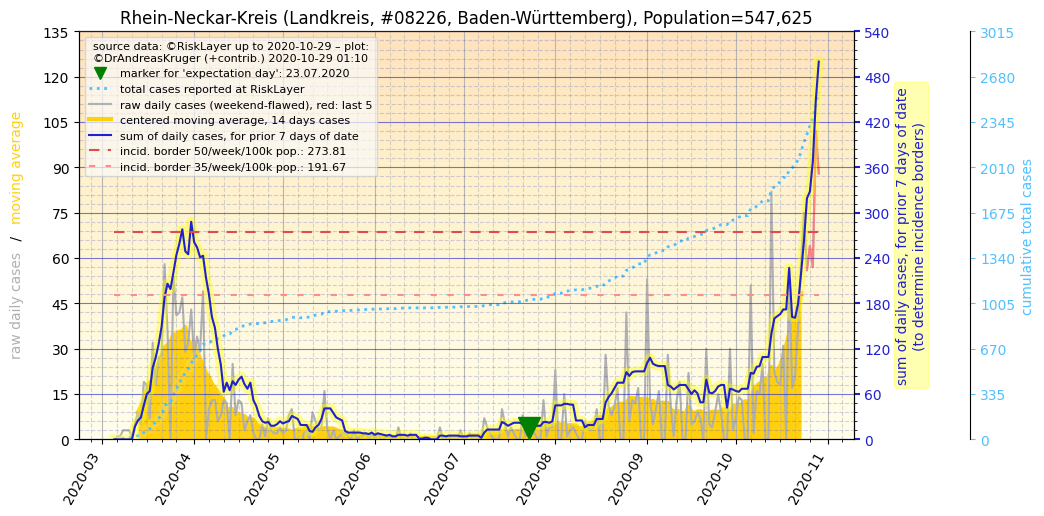 Rhein-Neckar-Kreis (Landkreis, #08226, Baden-Württemberg), Population=547,625
source data: ©RiskLayer up to 2020-10-29 – plot:
©DrAndreasKruger (+contrib.) 2020-10-29 01:10
marker for 'expectation day': 23.07.2020
total cases reported at RiskLayer
raw daily cases (weekend-flawed), red: last 5
centered moving average, 14 days cases
sum of daily cases, for prior 7 days of date
incid. border 50/week/100k pop.: 273.81
incid. border 35/week/100k pop.: 191.67
raw daily cases / moving average
135
120
105
90
75
60
45
30
15
0
540
480
420
360
300
240
180
120
60
0
sum of daily cases, for prior 7 days of date
(to determine incidence borders)
3015
2680
2345
2010
1675
1340
1005
670
335
0
cumulative total cases
2020-03
2020-04
2020-05
2020-06
2020-07
2020-08
2020-09
2020-10
2020-11